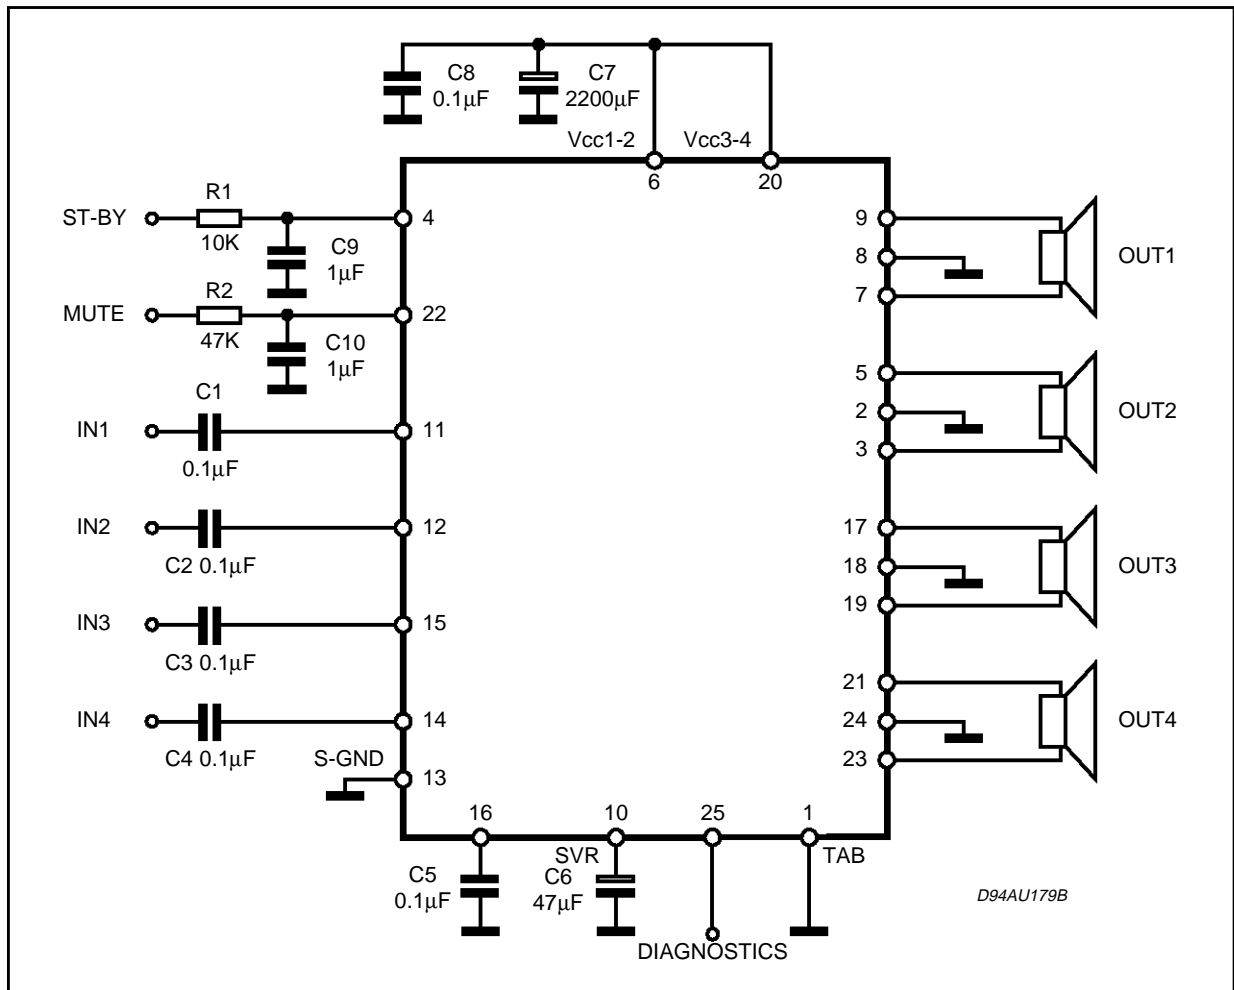 C8
0.1µF
C7
2200µF
Vcc1-2
Vcc3-4
6
20
ST-BY
R1
10K
C9
1µF
4
MUTE
R2
47K
C10
1µF
22
IN1
C1
0.1µF
11
IN2
C2 0.1µF
12
IN3
C3 0.1µF
15
IN4
C4 0.1µF
14
S-GND
13
9
8
7
OUT1
5
2
3
OUT2
17
18
19
OUT3
21
24
23
OUT4
16
10
25
1
SVR
TAB
C5
0.1µF
C6
47µF
DIAGNOSTICS
D94AU179B